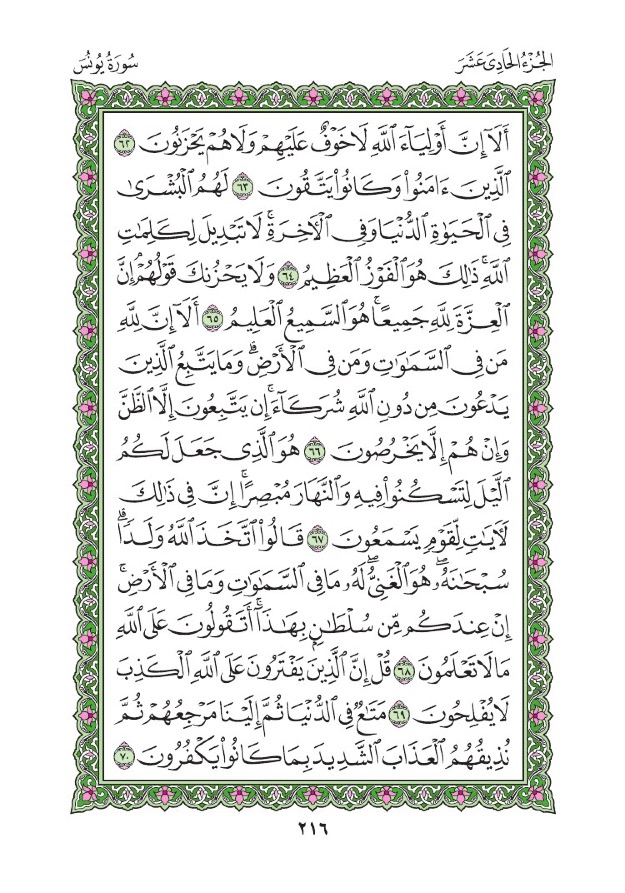 الجُزْءُ الحَادِى عَشَرَ
سُورَةُ يُونُسَ
أَلَآ إِنَّ أَوْلِيَآءَ ٱللَّهِ لَا خَوْفٌ عَلَيْهِمْ وَلَا هُمْ يَحْزَنُونَ ٦٢
ٱلَّذِينَ ءَامَنُوا۟ وَكَانُوا۟ يَتَّقُونَ ٦٣ لَهُمُ ٱلْبُشْرَىٰ
فِى ٱلْحَيَوٰةِ ٱلدُّنْيَا وَفِى ٱلْـَٔاخِرَةِ ۚ لَا تَبْدِيلَ لِكَلِمَـٰتِ
ٱللَّهِ ۚ ذَٰلِكَ هُوَ ٱلْفَوْزُ ٱلْعَظِيمُ ٦٤ وَلَا يَحْزُنكَ قَوْلُهُمْ ۘ إِنَّ
ٱلْعِزَّةَ لِلَّهِ جَمِيعًا ۚ هُوَ ٱلسَّمِيعُ ٱلْعَلِيمُ ٦٥ أَلَآ إِنَّ لِلَّهِ
مَن فِى ٱلسَّمَـٰوَٰتِ وَمَن فِى ٱلْأَرْضِ ۗ وَمَا يَتَّبِعُ ٱلَّذِينَ
يَدْعُونَ مِن دُونِ ٱللَّهِ شُرَكَآءَ ۚ إِن يَتَّبِعُونَ إِلَّا ٱلظَّنَّ
وَإِنْ هُمْ إِلَّا يَخْرُصُونَ ٦٦ هُوَ ٱلَّذِى جَعَلَ لَكُمُ
ٱلَّيْلَ لِتَسْكُنُوا۟ فِيهِ وَٱلنَّهَارَ مُبْصِرًا ۚ إِنَّ فِى ذَٰلِكَ
لَـَٔايَـٰتٍ لِّقَوْمٍ يَسْمَعُونَ ٦٧ قَالُوا۟ ٱتَّخَذَ ٱللَّهُ وَلَدًا ۗ
سُبْحَـٰنَهُۥ ۖ هُوَ ٱلْغَنِىُّ ۖ لَهُۥ مَا فِى ٱلسَّمَـٰوَٰتِ وَمَا فِى ٱلْأَرْضِ ۚ
إِنْ عِندَكُم مِّن سُلْطَـٰنٍۭ بِهَـٰذَآ ۚ أَتَقُولُونَ عَلَى ٱللَّهِ
مَا لَا تَعْلَمُونَ ٦٨ قُلْ إِنَّ ٱلَّذِينَ يَفْتَرُونَ عَلَى ٱللَّهِ ٱلْكَذِبَ
لَا يُفْلِحُونَ ٦٩ مَتَـٰعٌ فِى ٱلدُّنْيَا ثُمَّ إِلَيْنَا مَرْجِعُهُمْ ثُمَّ
نُذِيقُهُمُ ٱلْعَذَابَ ٱلشَّدِيدَ بِمَا كَانُوا۟ يَكْفُرُونَ ٧٠
٢١٦